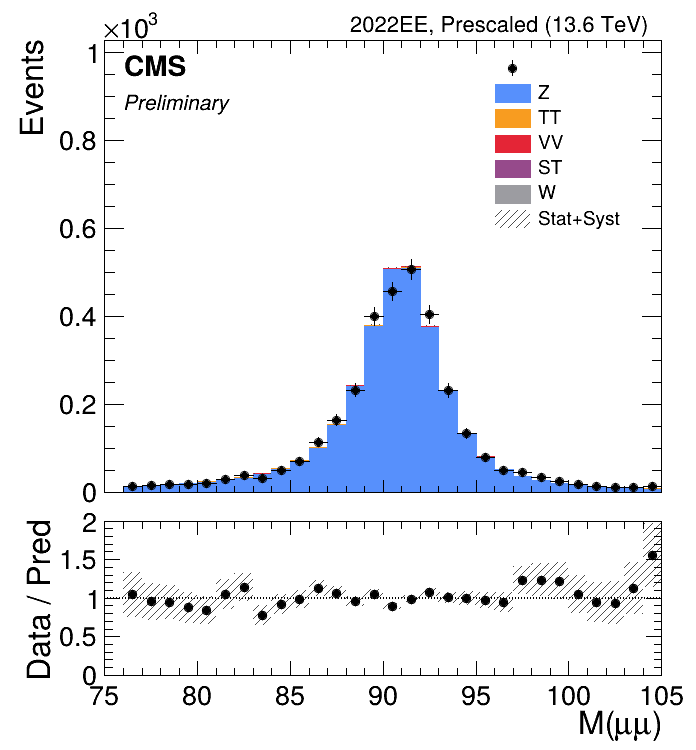 ×10³
2022EE, Prescaled (13.6 TeV)
Events
1
0.8
0.6
0.4
0.2
0
CMS
Preliminary
Z
TT
VV
ST
W
Stat+Syst
Data / Pred
2
1.5
1
0.5
0
75 80 85 90 95 100 105
M(μμ)